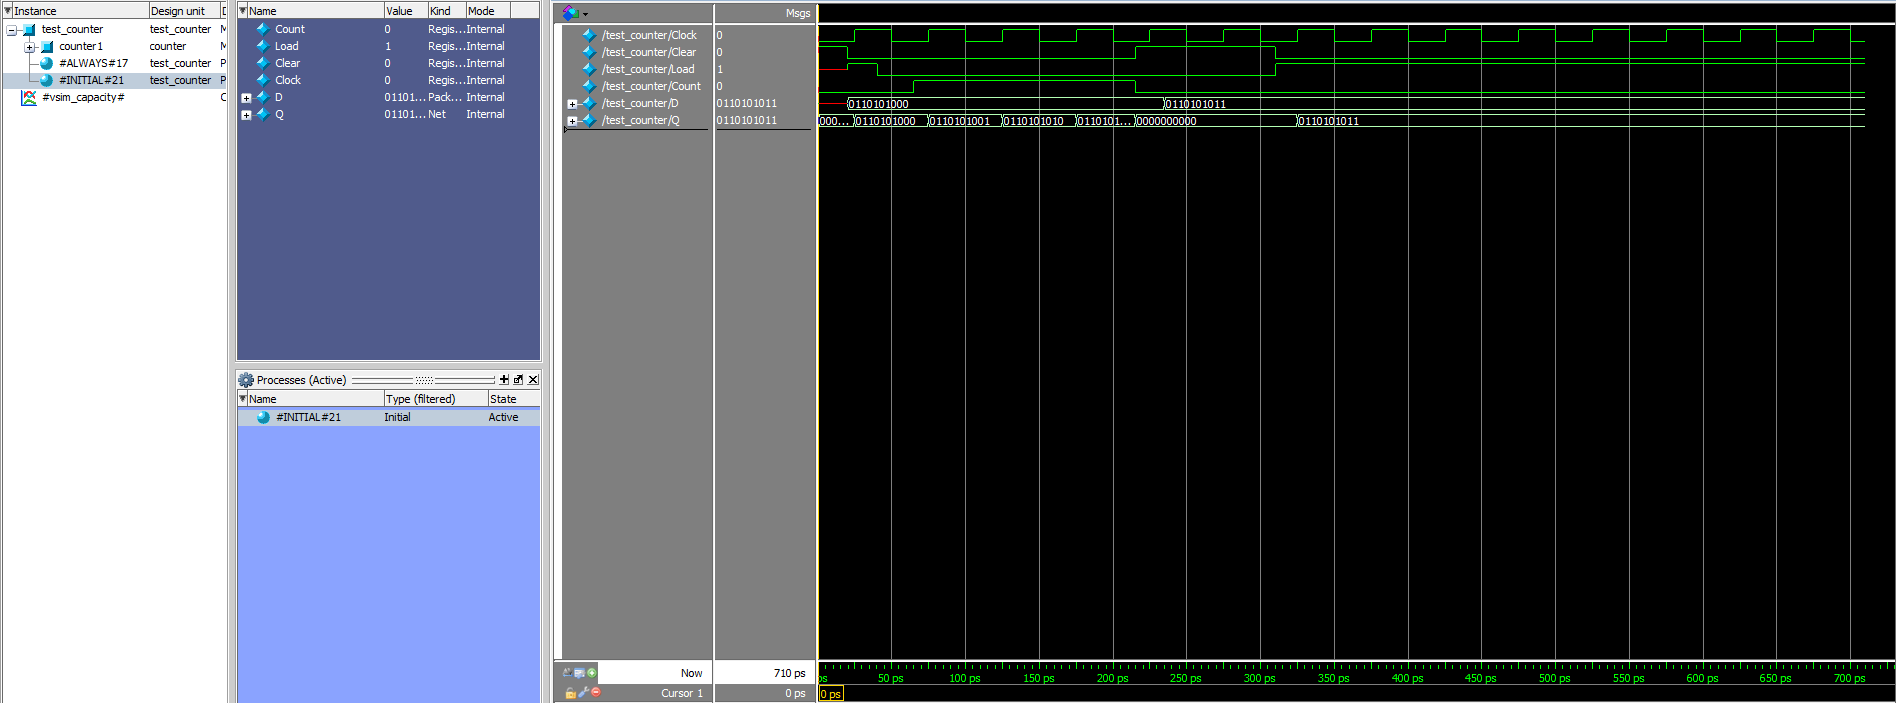 Instance Design unit D
test_counter test_counter M
counter1 counter M
#ALWAYS#17 test_counter P
#INITIAL#21 test_counter P
#vsim_capacity# C
Name Value Kind Mode
Count 0 Regis... Internal
Load 1 Regis... Internal
Clear 0 Regis... Internal
Clock 0 Regis... Internal
D 01101... Pack... Internal
Q 01101... Net Internal
Processes (Active)
Name Type (filtered) State
#INITIAL#21 Initial Active
Msgs
/test_counter/Clock 0
/test_counter/Clear 0
/test_counter/Load 1
/test_counter/Count 0
/test_counter/D 0110101011 0110101000 0110101011
/test_counter/Q 0110101011 000... 0110101000 0110101001 0110101010 0110101... 0000000000 0110101011
Now 710 ps
ps 50 ps 100 ps 150 ps 200 ps 250 ps 300 ps 350 ps 400 ps 450 ps 500 ps 550 ps 600 ps 650 ps 700 ps
Cursor 1 0 ps 0 ps